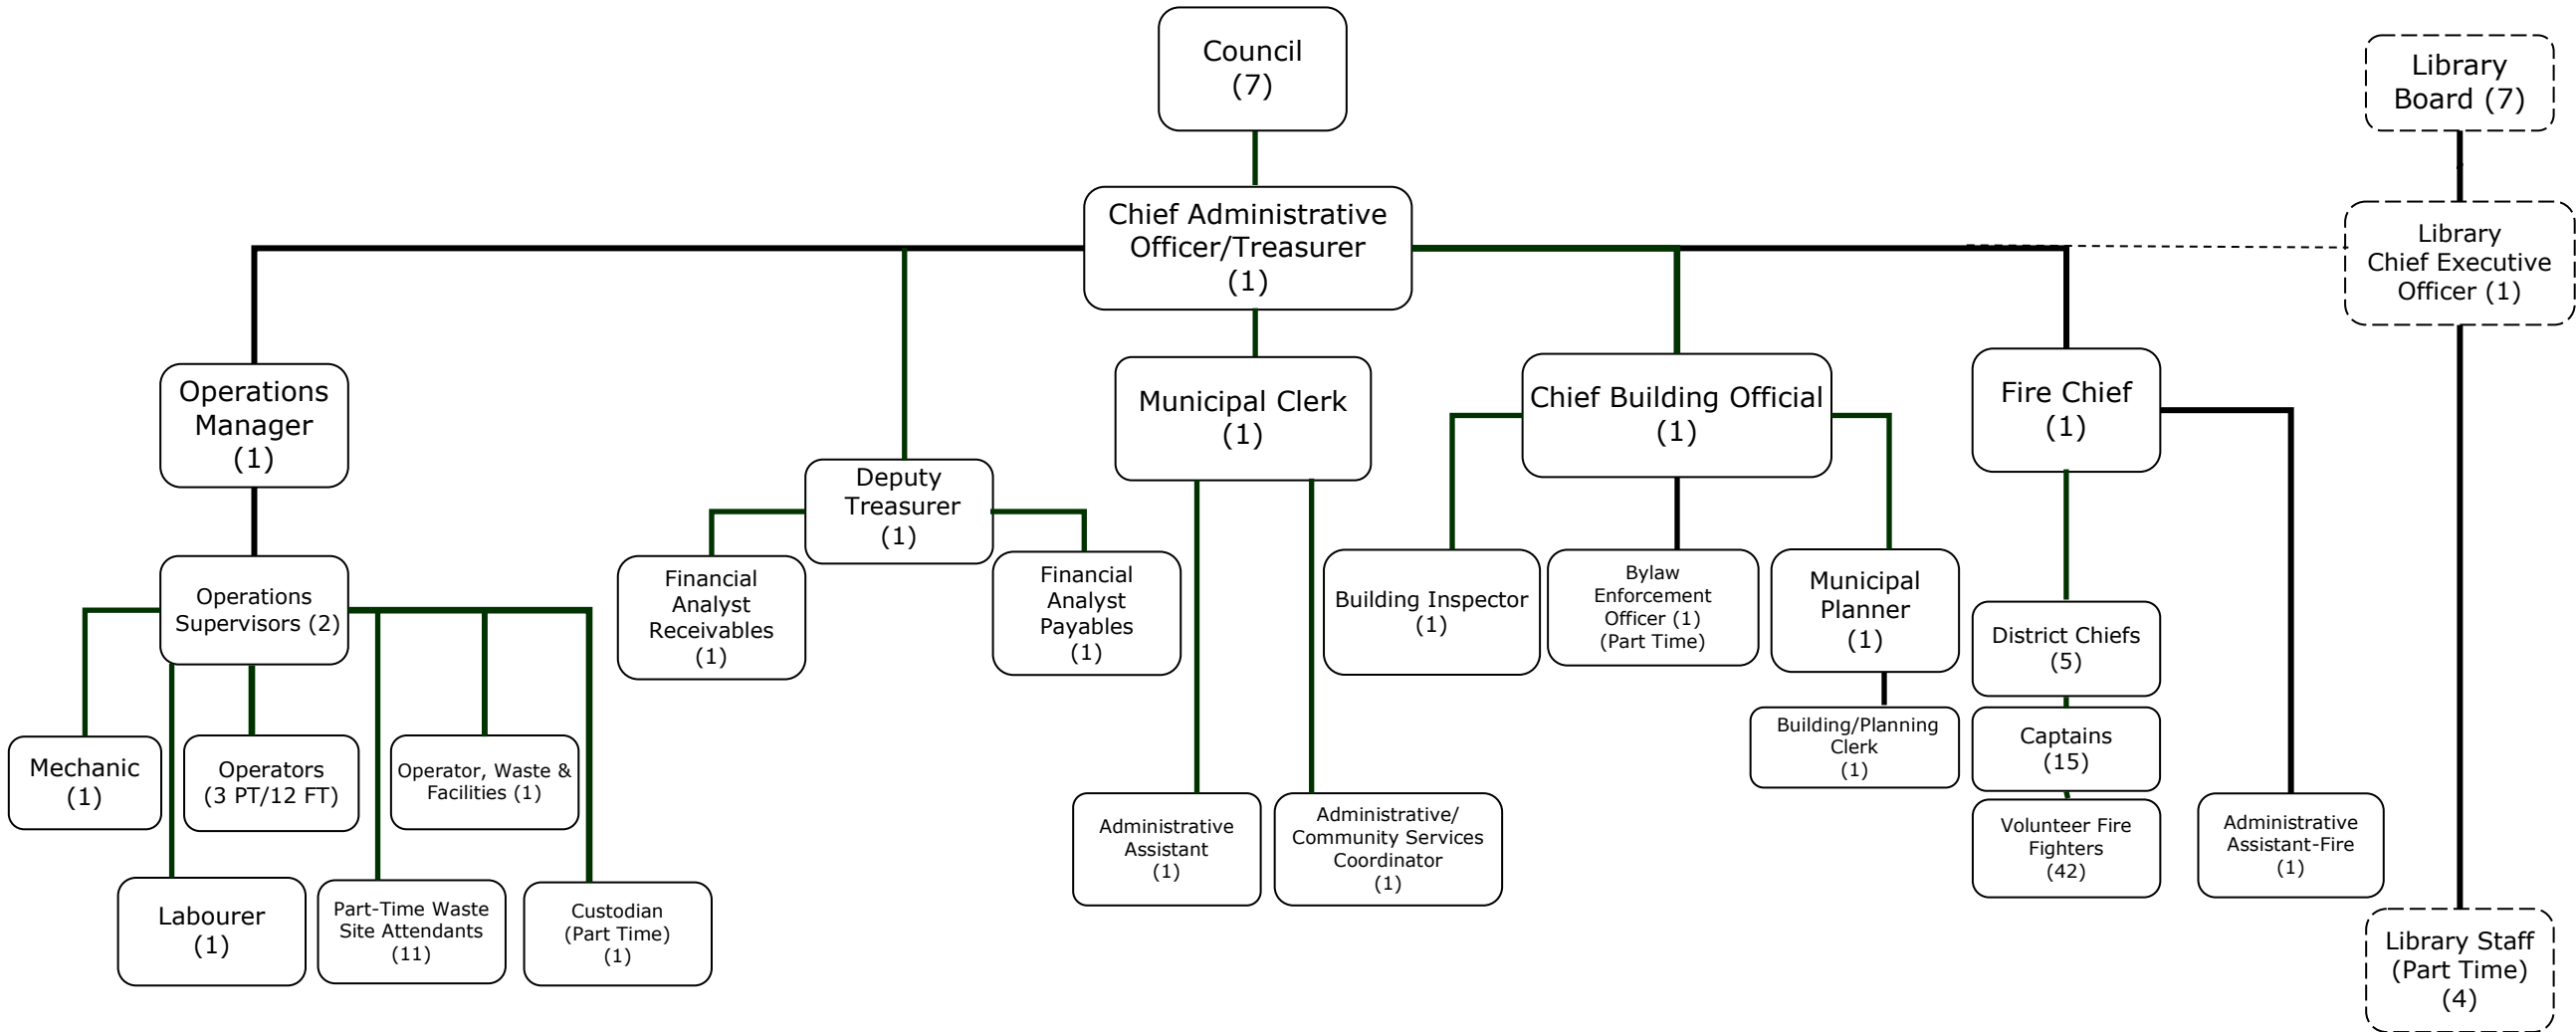 Council
(7)
Library
Board (7)
Chief Administrative
Officer/Treasurer
(1)
Library
Chief Executive
Officer (1)
Operations
Manager
(1)
Deputy
Treasurer
(1)
Municipal Clerk
(1)
Chief Building Official
(1)
Fire Chief
(1)
Operations
Supervisors (2)
Financial
Analyst
Receivables
(1)
Financial
Analyst
Payables
(1)
Building Inspector
(1)
Bylaw
Enforcement
Officer (1)
(Part Time)
Municipal
Planner
(1)
District Chiefs
(5)
Building/Planning
Clerk
(1)
Captains
(15)
Mechanic
(1)
Operators
(3 PT/12 FT)
Operator, Waste &
Facilities (1)
Administrative
Assistant
(1)
Administrative/
Community Services
Coordinator
(1)
Volunteer Fire
Fighters
(42)
Administrative
Assistant-Fire
(1)
Labourer
(1)
Part-Time Waste
Site Attendants
(11)
Custodian
(Part Time)
(1)
Library Staff
(Part Time)
(4)